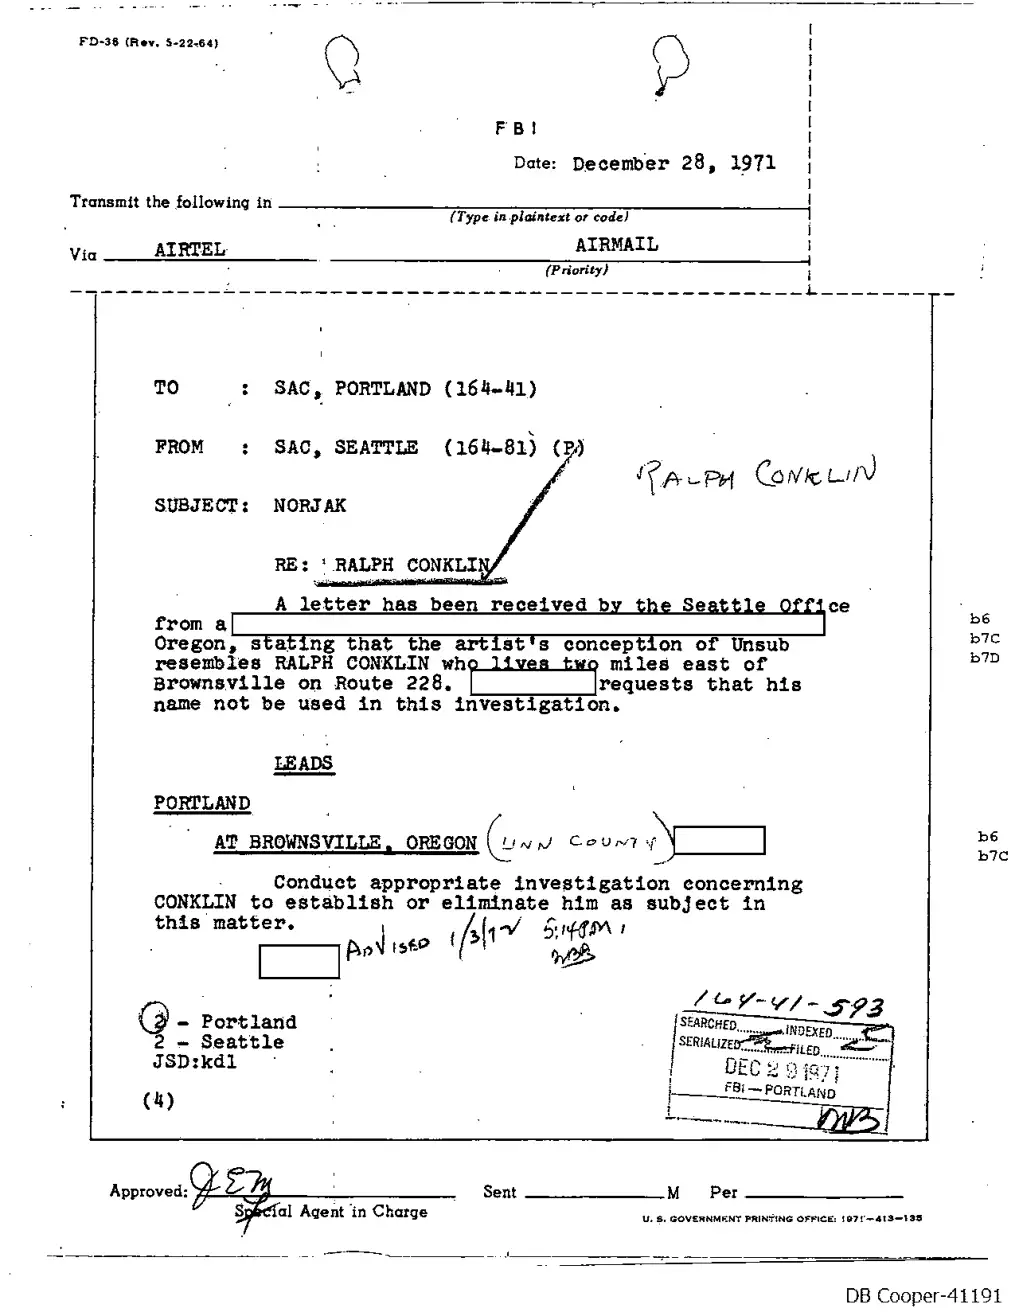 FD-36 (Rev. 5-22-64)
FBI
Date: December 28, 1971
Transmit the following in
(Type in plaintext or code)
Via AIRTEL AIRMAIL
(Priority)
TO : SAC, PORTLAND (164-41)
FROM : SAC, SEATTLE (164-81) (P)
RALPH CONKLIN
SUBJECT: NORJAK
RE: RALPH CONKLIN
A letter has been received by the Seattle Office
from a
Oregon, stating that the artist's conception of Unsub
resembles RALPH CONKLIN who lives two miles east of
Brownsville on Route 228. requests that his
name not be used in this investigation.
b6
b7C
b7D
LEADS
PORTLAND
AT BROWNSVILLE, OREGON (LINN COUNTY)
b6
b7C
Conduct appropriate investigation concerning
CONKLIN to establish or eliminate him as subject in
this matter.
ADVISED 1/3/72 5:14PM
164-41-593
2 - Portland
2 - Seattle
JSD:kdl
(4)
SEARCHED INDEXED
SERIALIZED FILED
DEC 29 1971
FBI — PORTLAND
Approved: JEM Sent M Per
Special Agent in Charge
U. S. GOVERNMENT PRINTING OFFICE: 1971—413-135
DB Cooper-41191